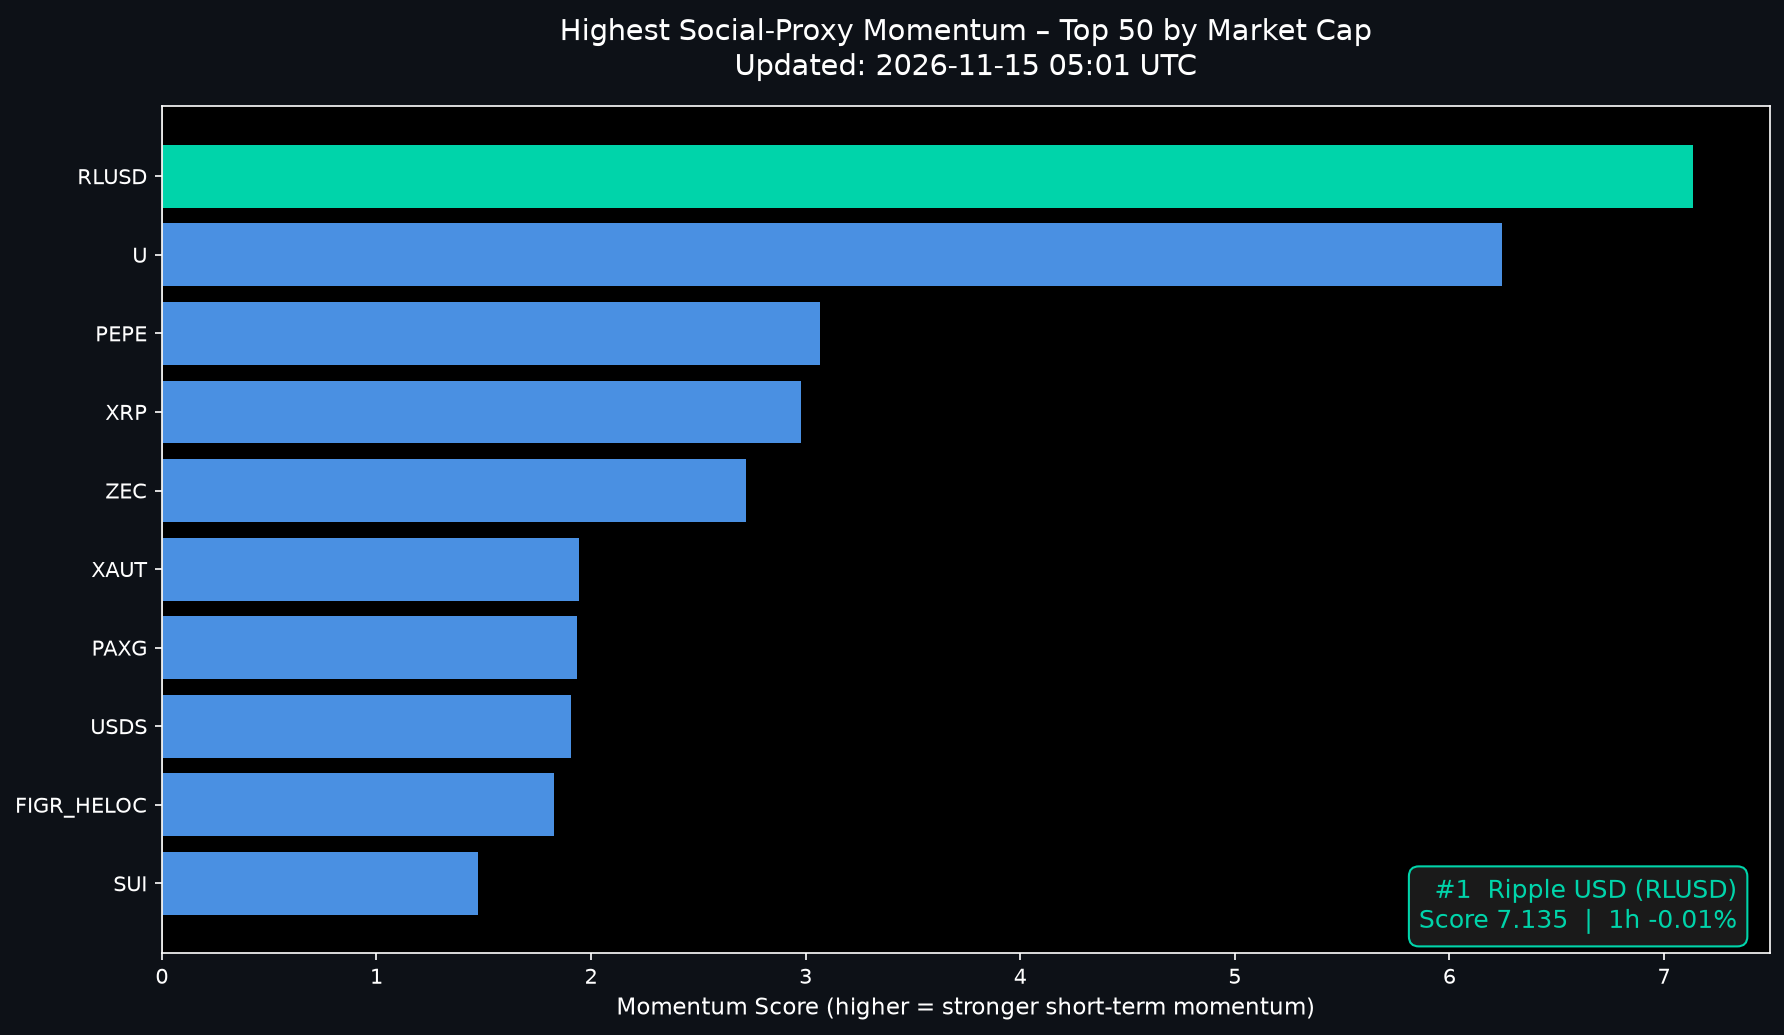 Highest Social-Proxy Momentum – Top 50 by Market Cap
Updated: 2026-11-15 05:01 UTC
RLUSD
U
PEPE
XRP
ZEC
XAUT
PAXG
USDS
FIGR_HELOC
SUI
#1  Ripple USD (RLUSD)
Score 7.135  |  1h -0.01%
0 1 2 3 4 5 6 7
Momentum Score (higher = stronger short-term momentum)